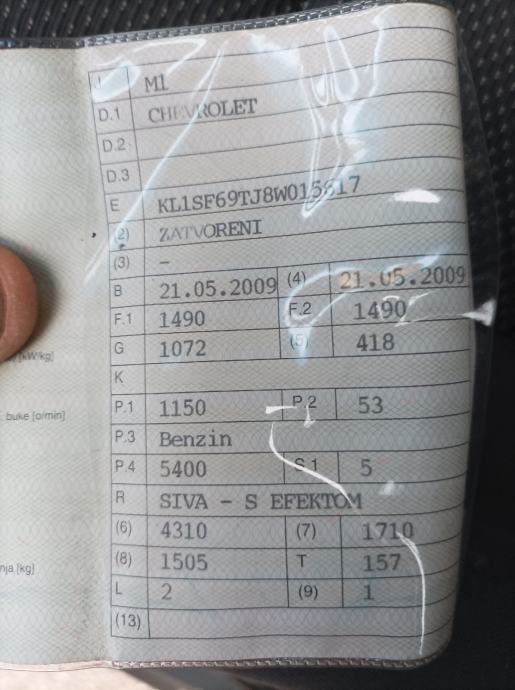 J M1
D.1 CHEVROLET
D.2
D.3
E KL1SF69TJ8W015617
(2) ZATVORENI
(3) –
B 21.05.2009 (4) 21.05.2009
F.1 1490 F.2 1490
G 1072 (5) 418
[kW/kg] K
P.1 1150 P.2 53
buke [o/min] P.3 Benzin
P.4 5400 S.1 5
R SIVA – S EFEKTOM
(6) 4310 (7) 1710
nja [kg] (8) 1505 T 157
L 2 (9) 1
(13)